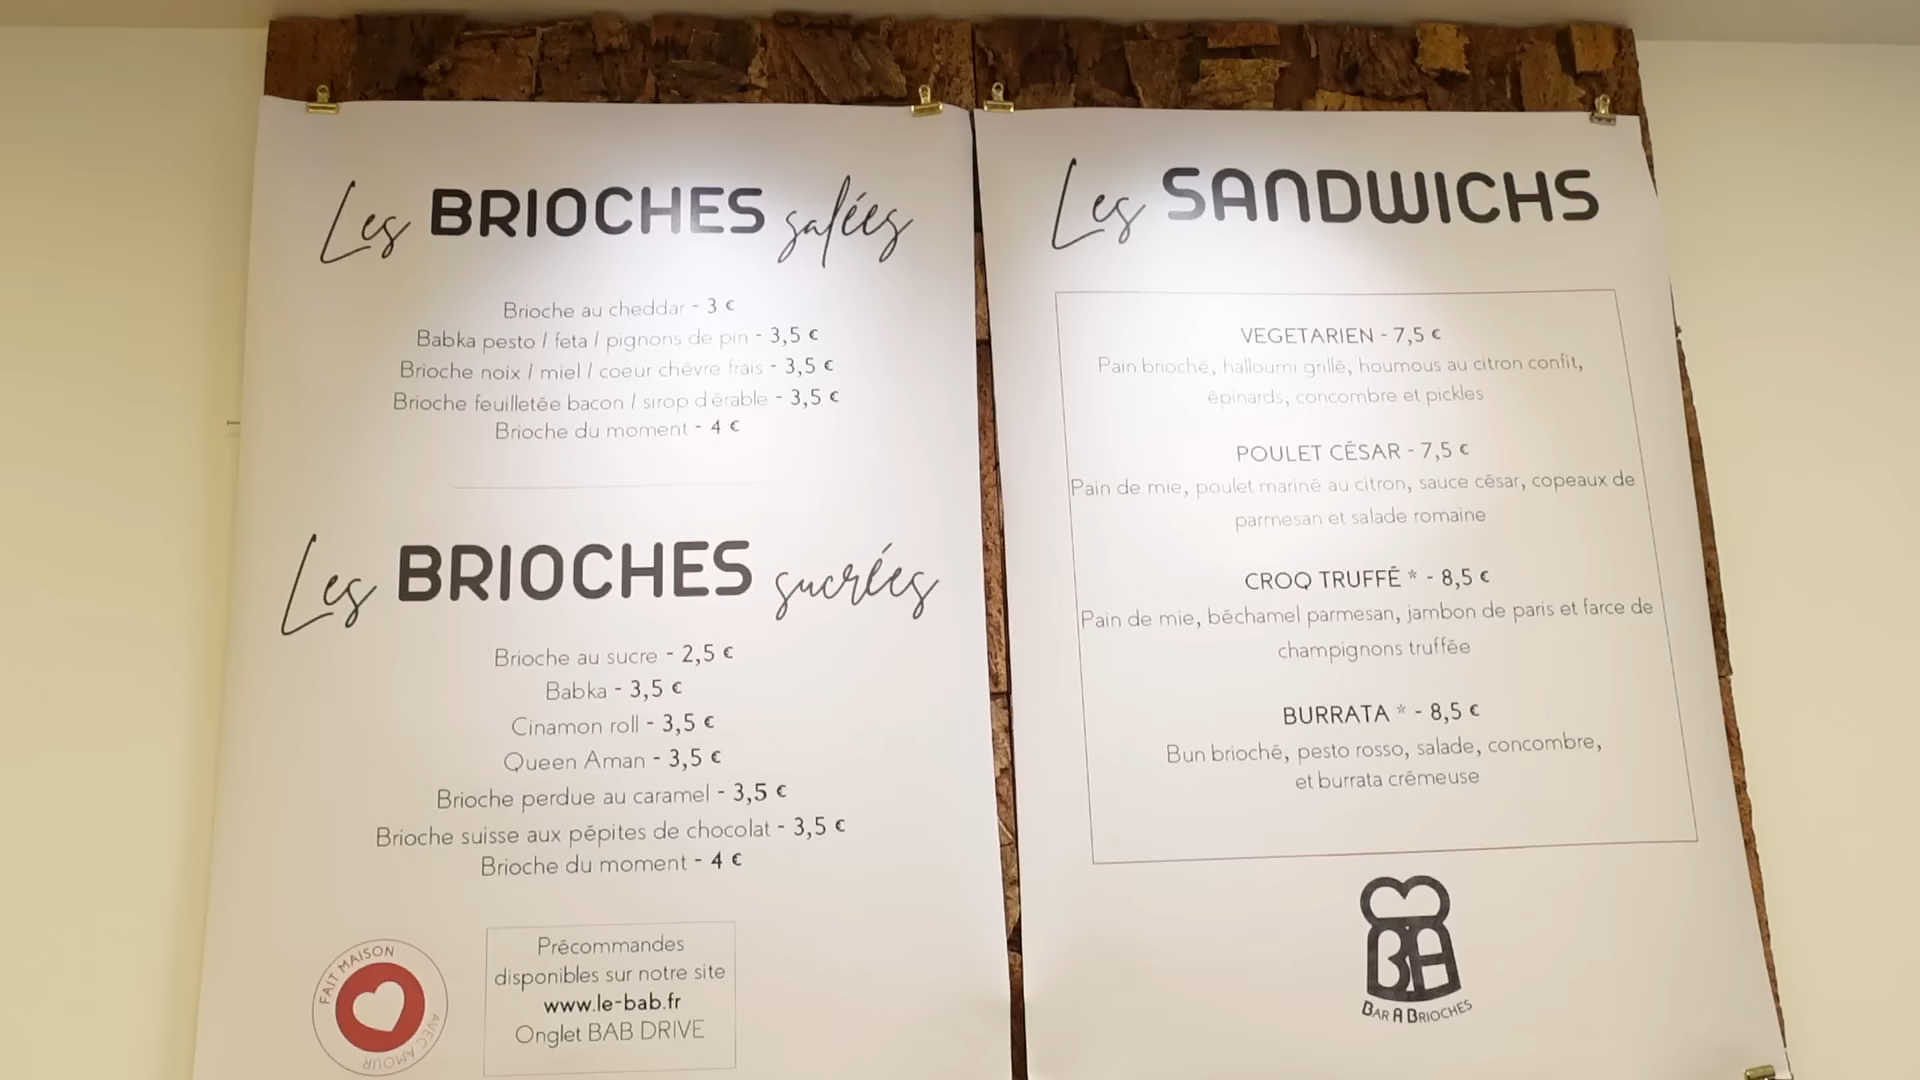 Les BRIOCHES salées
Brioche au cheddar - 3 €
Babka pesto / feta / pignons de pin - 3,5 €
Brioche noix / miel / coeur chèvre frais - 3,5 €
Brioche feuilletée bacon / sirop d'érable - 3,5 €
Brioche du moment - 4 €
Les BRIOCHES sucrées
Brioche au sucre - 2,5 €
Babka - 3,5 €
Cinamon roll - 3,5 €
Queen Aman - 3,5 €
Brioche perdue au caramel - 3,5 €
Brioche suisse aux pépites de chocolat - 3,5 €
Brioche du moment - 4 €
FAIT MAISON
AVEC AMOUR
Précommandes
disponibles sur notre site
www.le-bab.fr
Onglet BAB DRIVE
Les SANDWICHS
VEGETARIEN - 7,5 €
Pain brioché, halloumi grillé, houmous au citron confit,
épinards, concombre et pickles
POULET CÉSAR - 7,5 €
Pain de mie, poulet mariné au citron, sauce césar, copeaux de
parmesan et salade romaine
CROQ TRUFFÉ * - 8,5 €
Pain de mie, béchamel parmesan, jambon de paris et farce de
champignons truffée
BURRATA * - 8,5 €
Bun brioché, pesto rosso, salade, concombre,
et burrata crémeuse
BAB
BAR A BRIOCHES